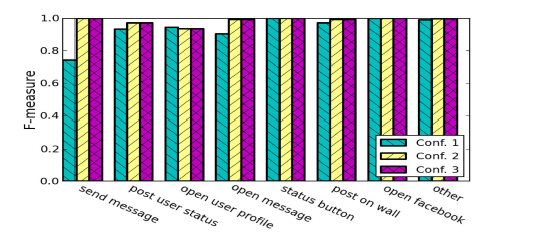 1.0
0.8
0.6
0.4
0.2
0.0
F-measure
Conf. 1
Conf. 2
Conf. 3
send message
post user status
open user profile
open message
status button
post on wall
open facebook
other